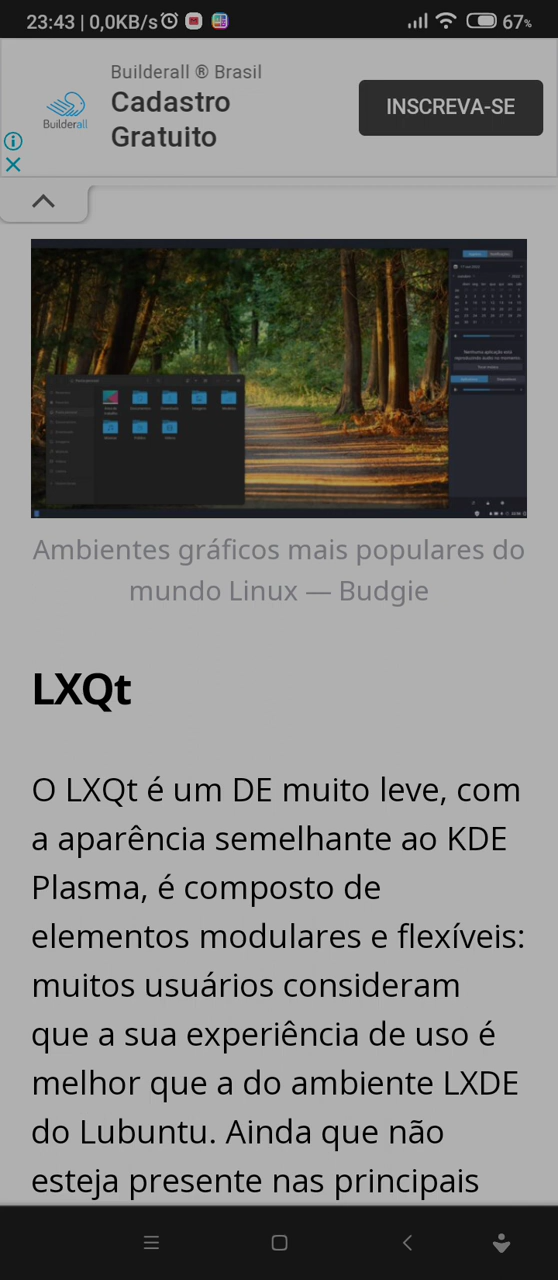 23:43 | 0,0KB/s
67%
Builderall ® Brasil
Cadastro
Gratuito
INSCREVA-SE
Builderall
Ambientes gráficos mais populares do
mundo Linux — Budgie
LXQt
O LXQt é um DE muito leve, com
a aparência semelhante ao KDE
Plasma, é composto de
elementos modulares e flexíveis:
muitos usuários consideram
que a sua experiência de uso é
melhor que a do ambiente LXDE
do Lubuntu. Ainda que não
esteja presente nas principais